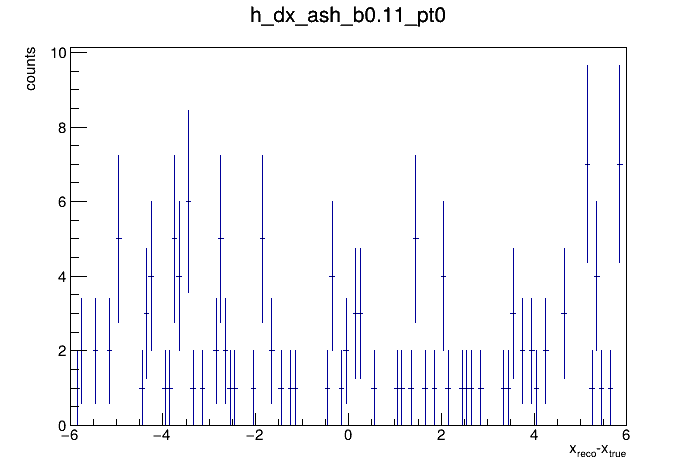 h_dx_ash_b0.11_pt0
counts
10
8
6
4
2
0
−6 −4 −2 0 2 4 6
x_reco-x_true